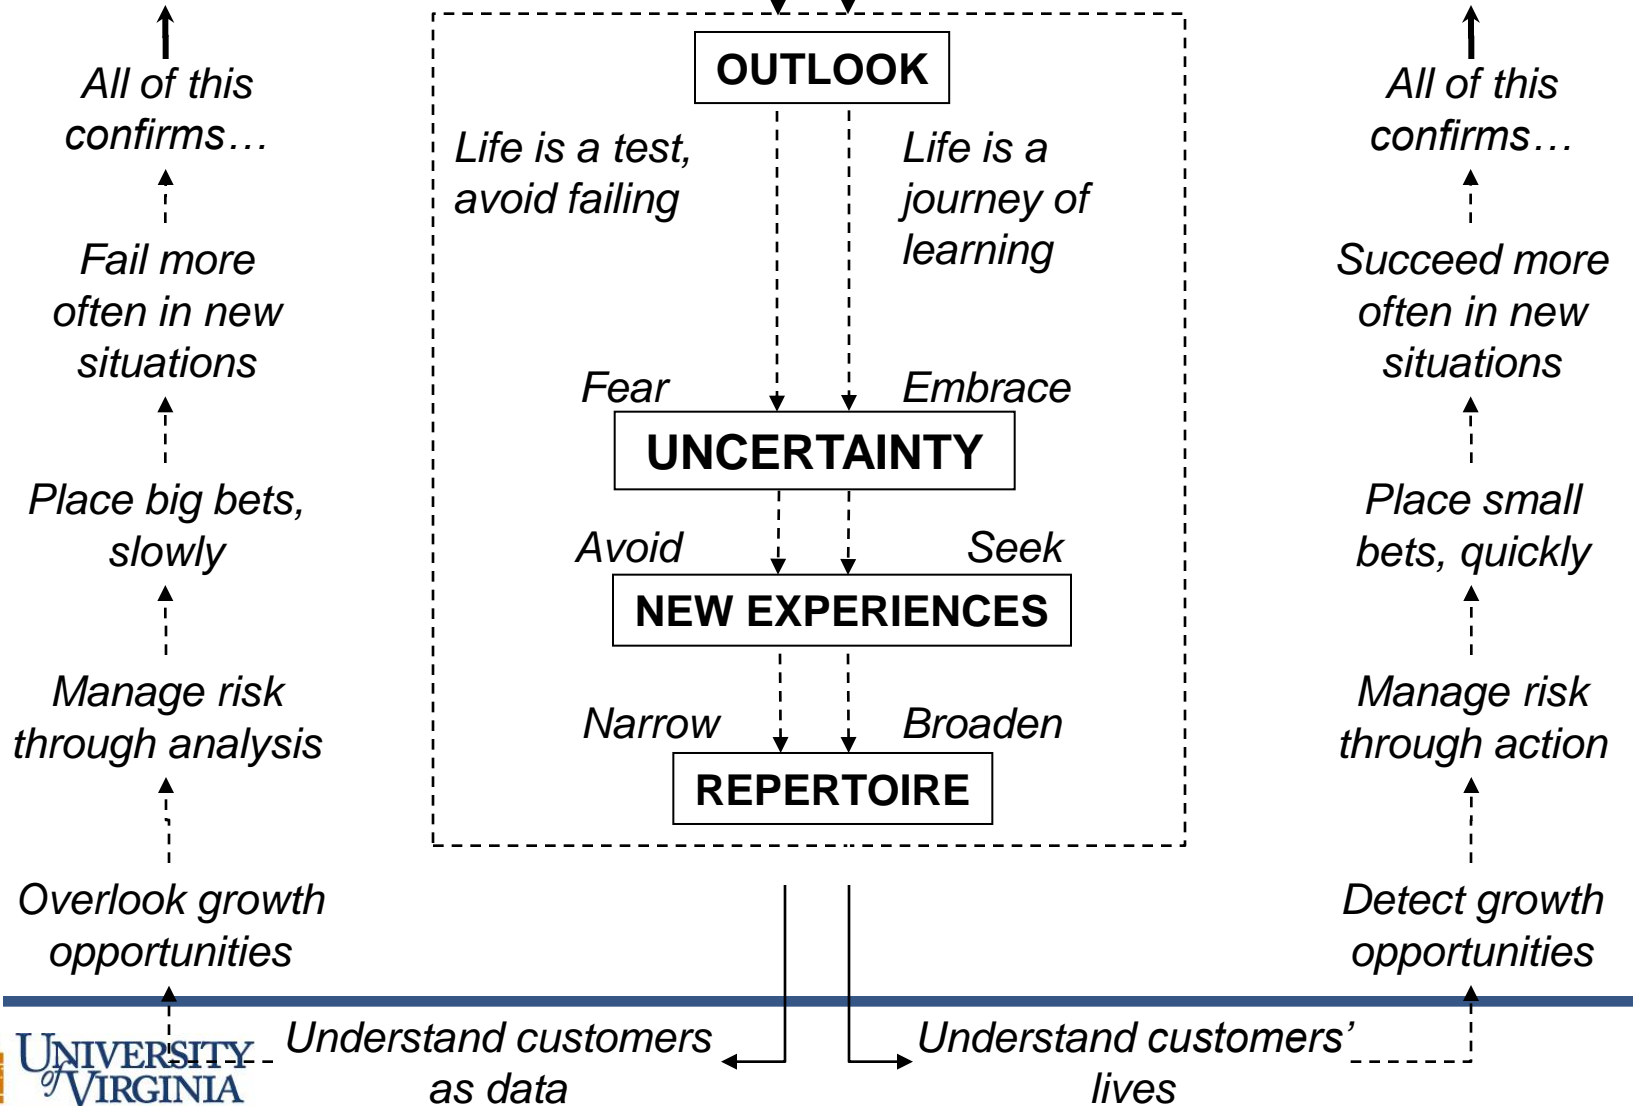 All of this
confirms…
Fail more
often in new
situations
Place big bets,
slowly
Manage risk
through analysis
Overlook growth
opportunities
OUTLOOK
Life is a test,
avoid failing
Life is a
journey of
learning
Fear
Embrace
UNCERTAINTY
Avoid
Seek
NEW EXPERIENCES
Narrow
Broaden
REPERTOIRE
All of this
confirms…
Succeed more
often in new
situations
Place small
bets, quickly
Manage risk
through action
Detect growth
opportunities
Understand customers
as data
Understand customers’
lives
UNIVERSITY
of VIRGINIA